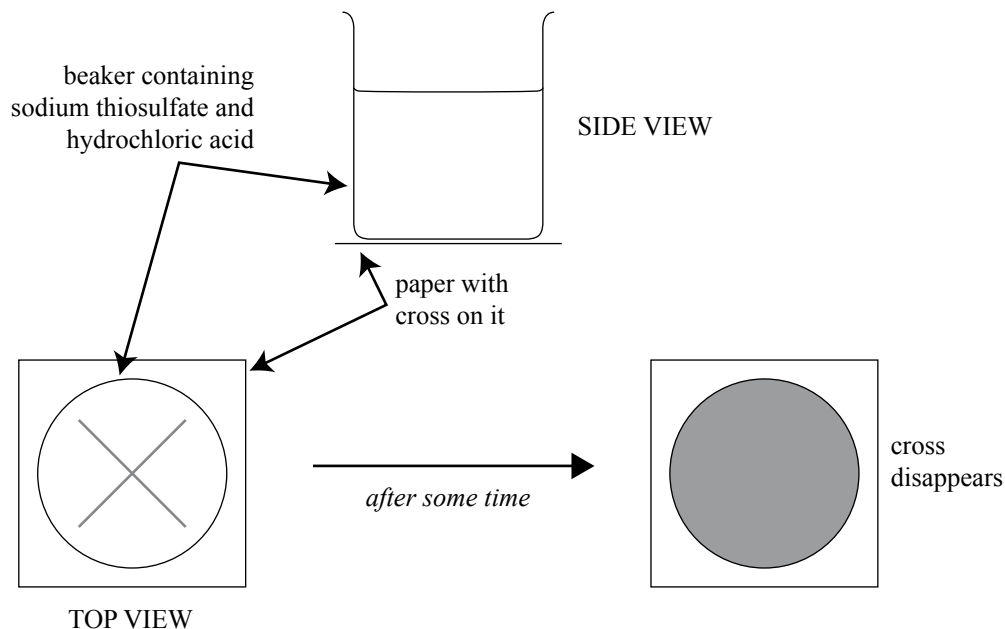 beaker containing
sodium thiosulfate and
hydrochloric acid
SIDE VIEW
paper with
cross on it
after some time
cross
disappears
TOP VIEW